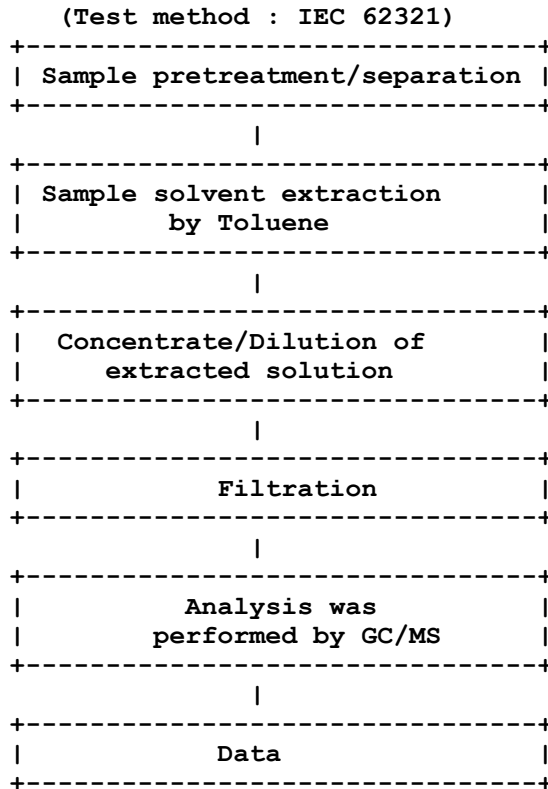 (Test method : IEC 62321)
Sample pretreatment/separation
Sample solvent extraction
by Toluene
Concentrate/Dilution of
extracted solution
Filtration
Analysis was
performed by GC/MS
Data